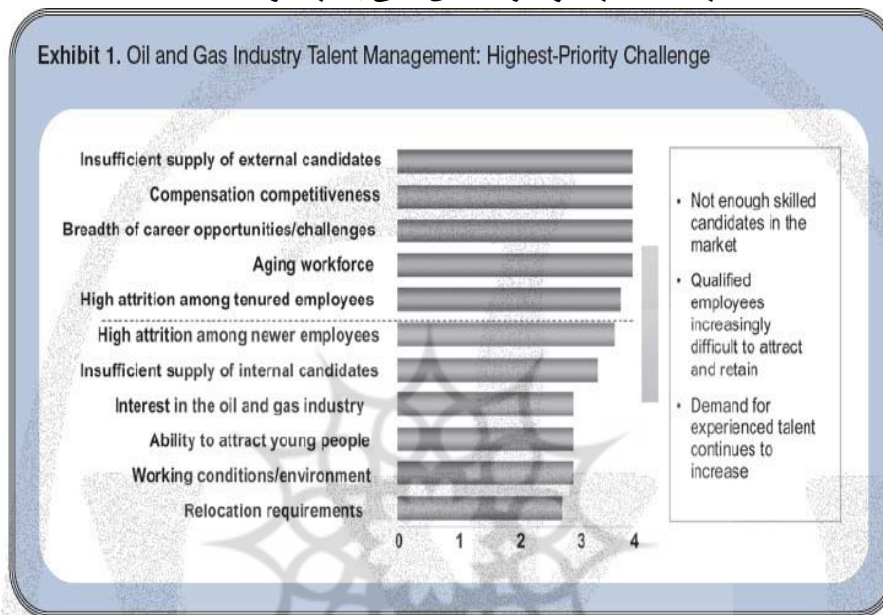 Exhibit 1. Oil and Gas Industry Talent Management: Highest-Priority Challenge
Insufficient supply of external candidates
Compensation competitiveness
Breadth of career opportunities/challenges
Aging workforce
High attrition among tenured employees
High attrition among newer employees
Insufficient supply of internal candidates
Interest in the oil and gas industry
Ability to attract young people
Working conditions/environment
Relocation requirements
0 1 2 3 4
• Not enough skilled
candidates in the
market
• Qualified
employees
increasingly
difficult to attract
and retain
• Demand for
experienced talent
continues to
increase